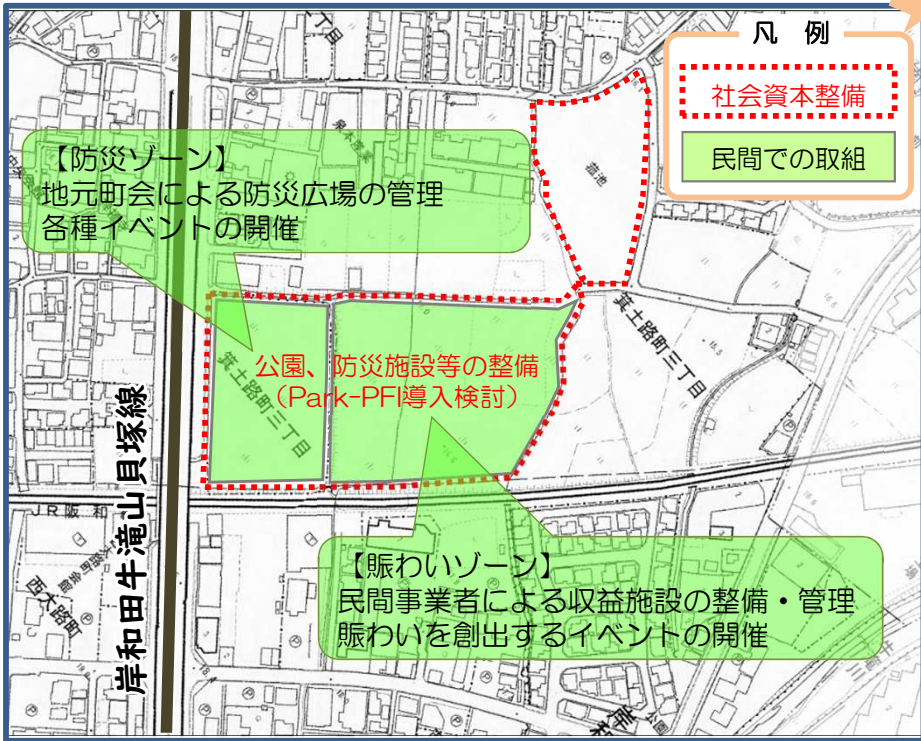 凡 例
社会資本整備
民間での取組
【防災ゾーン】
地元町会による防災広場の管理
各種イベントの開催
菰池
公園、防災施設等の整備
（Park-PFI導入検討）
箕土路町三丁目
箕土路町三丁目
岸和田牛滝山貝塚線
JR阪和
西大路町
【賑わいゾーン】
民間事業者による収益施設の整備・管理
賑わいを創出するイベントの開催
公園